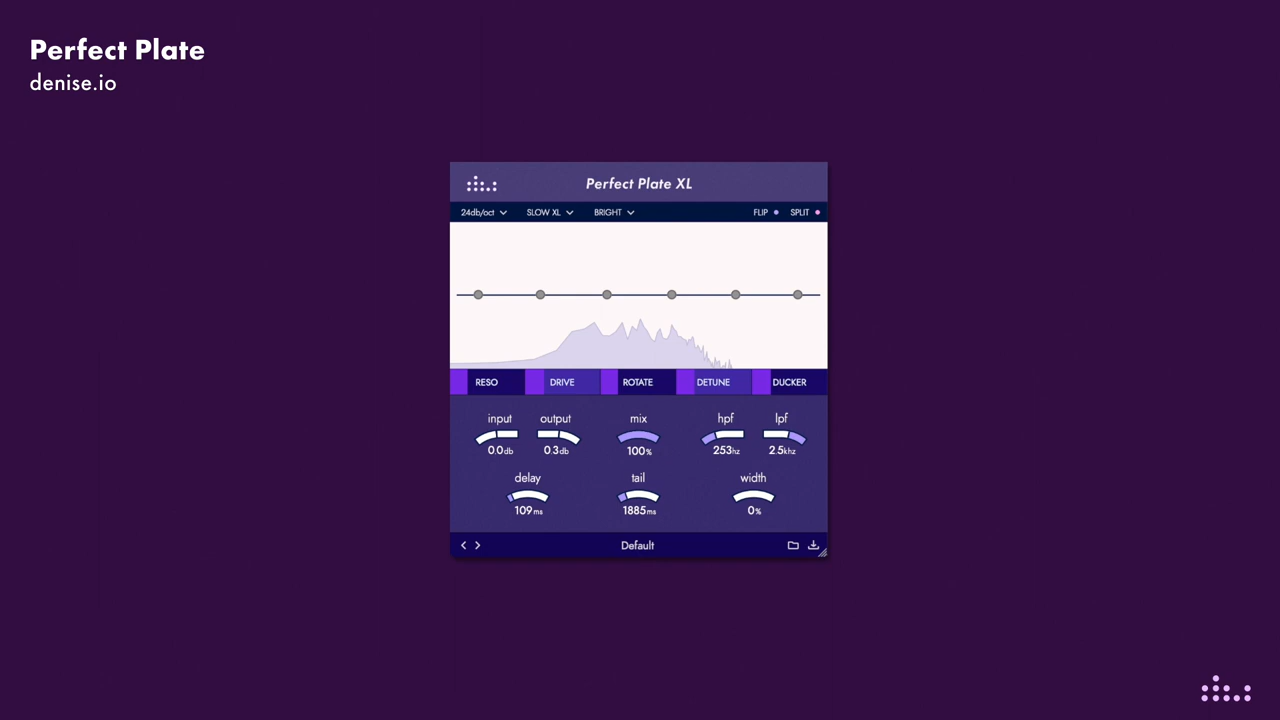 Perfect Plate
denise.io
Perfect Plate XL
24db/oct SLOW XL BRIGHT FLIP SPLIT
RESO DRIVE ROTATE DETUNE DUCKER
input output mix hpf lpf
0.0db 0.3db 100% 253hz 2.5khz
delay tail width
109ms 1885ms 0%
Default